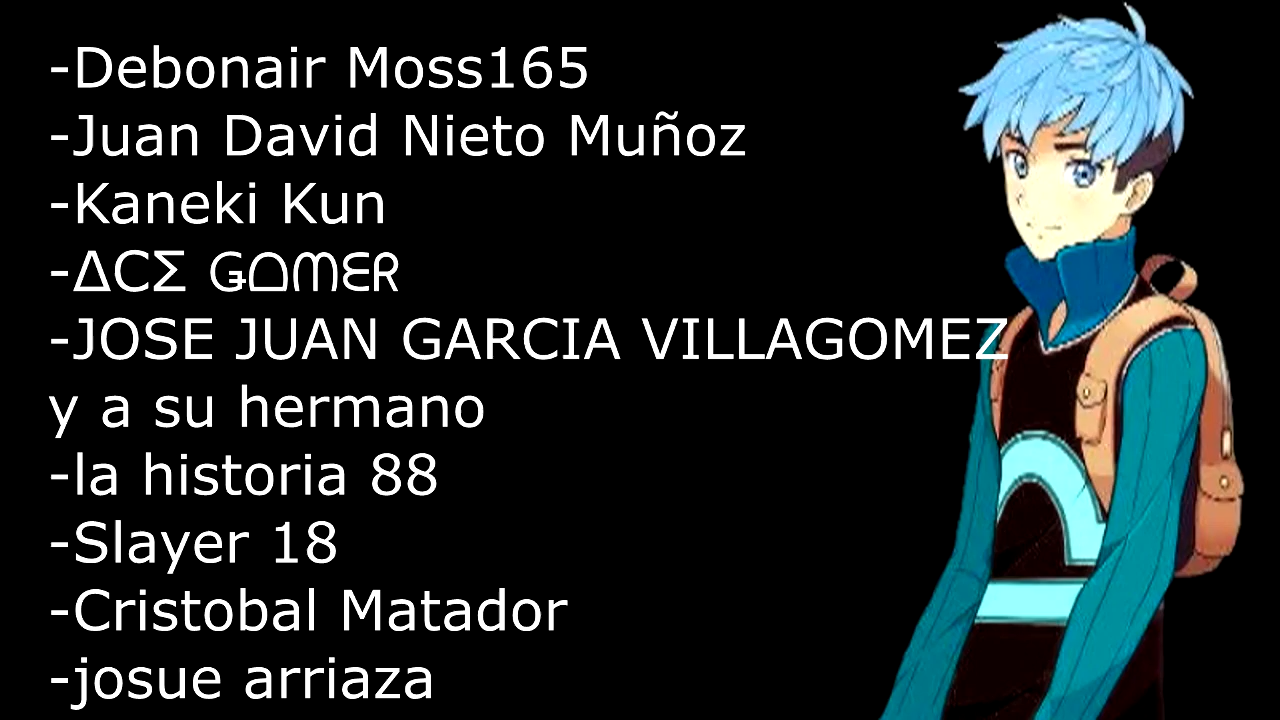 -Debonair Moss165
-Juan David Nieto Muñoz
-Kaneki Kun
-ΔCΣ Ǥᗝᗰᗴᖇ
-JOSE JUAN GARCIA VILLAGOMEZ
y a su hermano
-la historia 88
-Slayer 18
-Cristobal Matador
-josue arriaza